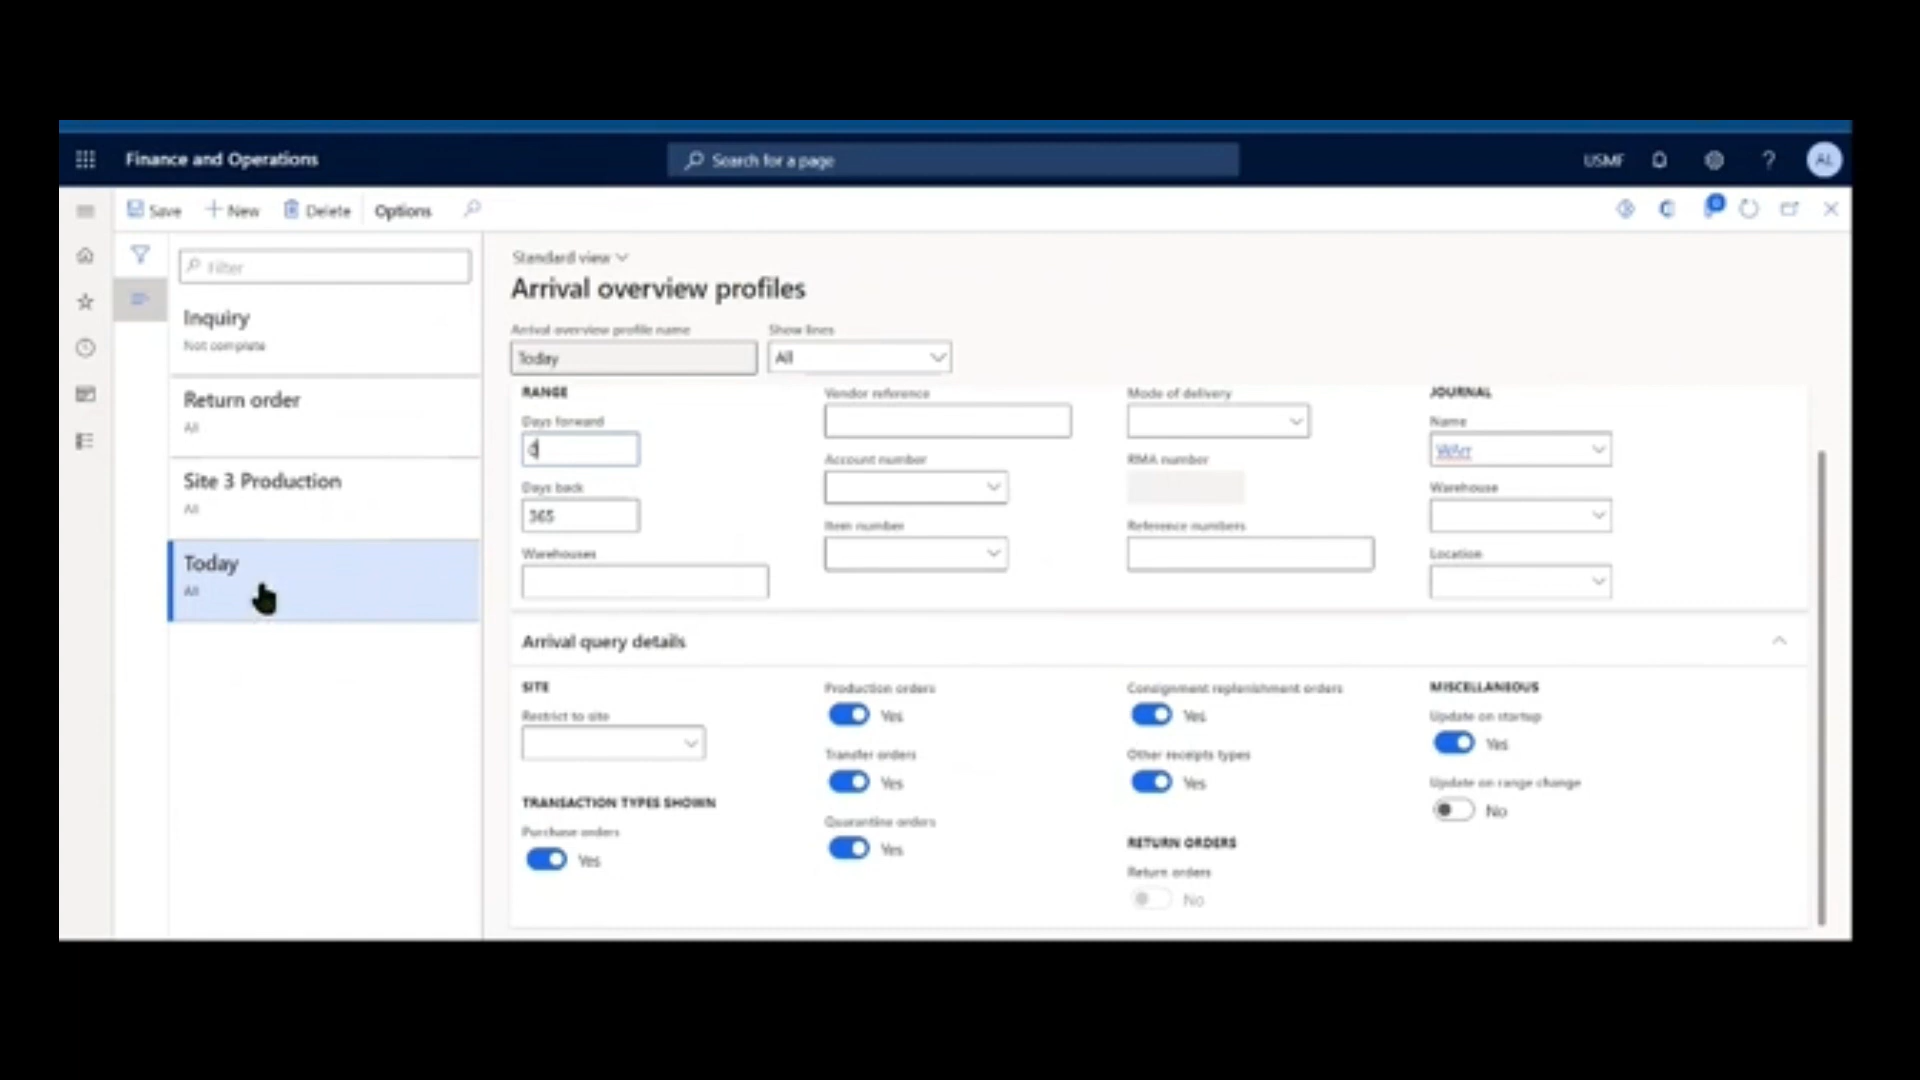 Finance and Operations
Search for a page
USMF
?
AL
Save
New
Delete
Options
Filter
Inquiry
Not complete
Return order
All
Site 3 Production
All
Today
All
Standard view
Arrival overview profiles
Arrival overview profile name
Today
Show lines
All
RANGE
Days forward
Days back
365
Warehouses
Vendor reference
Account number
Item number
Mode of delivery
RMA number
Reference numbers
JOURNAL
Name
WArr
Warehouse
Location
Arrival query details
SITE
Restrict to site
TRANSACTION TYPES SHOWN
Purchase orders
Yes
Production orders
Yes
Transfer orders
Yes
Quarantine orders
Yes
Consignment replenishment orders
Yes
Other receipts types
Yes
RETURN ORDERS
Return orders
No
MISCELLANEOUS
Update on startup
Yes
Update on range change
No